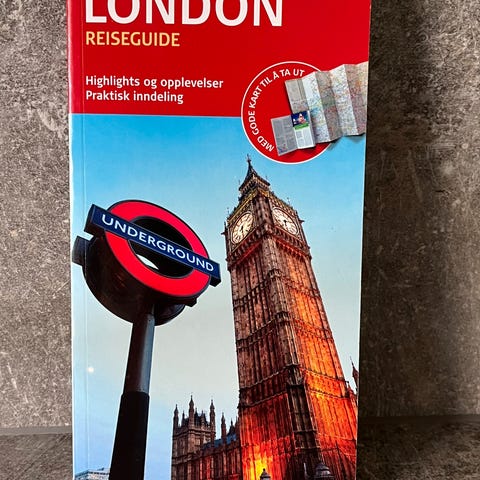 LONDON
REISEGUIDE
Highlights og opplevelser
Praktisk inndeling
MED GODE KART TIL Å TA UT
UNDERGROUND